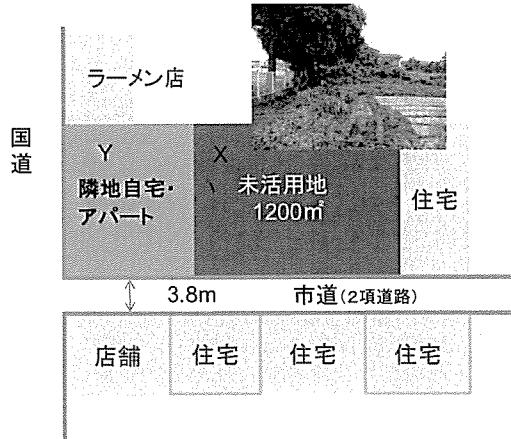 ラーメン店
国道
Y
隣地自宅・
アパート
X
未活用地
1200㎡
住宅
3.8m
市道(2項道路)
店舗
住宅
住宅
住宅